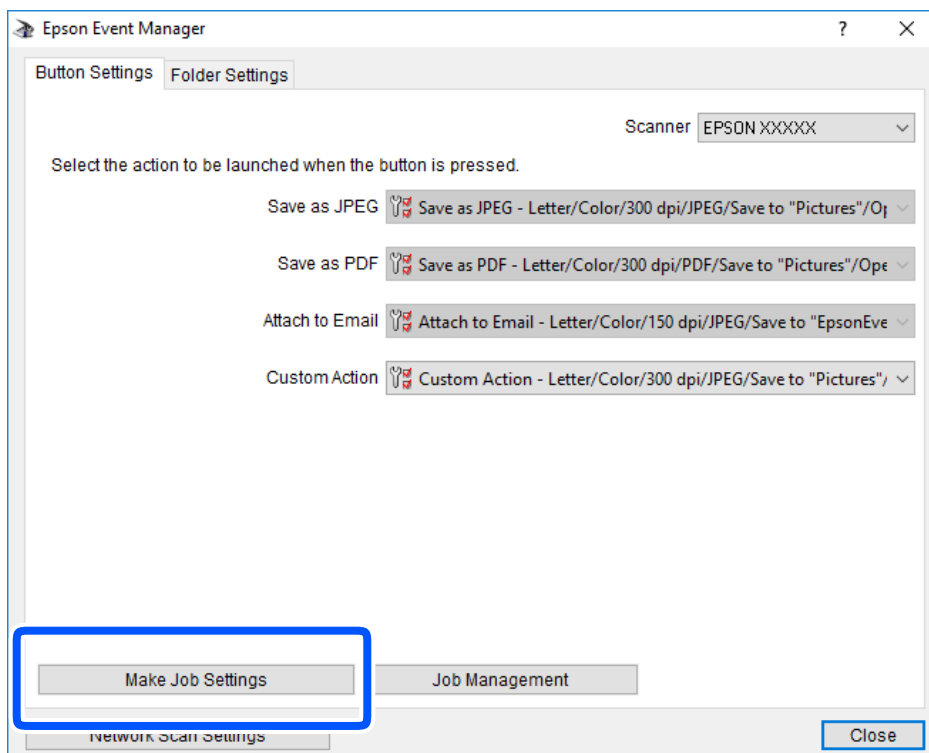 Epson Event Manager
?
Button Settings Folder Settings
Scanner EPSON XXXXX
Select the action to be launched when the button is pressed.
Save as JPEG Save as JPEG - Letter/Color/300 dpi/JPEG/Save to "Pictures"/Op
Save as PDF Save as PDF - Letter/Color/300 dpi/PDF/Save to "Pictures"/Ope
Attach to Email Attach to Email - Letter/Color/150 dpi/JPEG/Save to "EpsonEve
Custom Action Custom Action - Letter/Color/300 dpi/JPEG/Save to "Pictures"/
Make Job Settings Job Management
Network Scan Settings Close